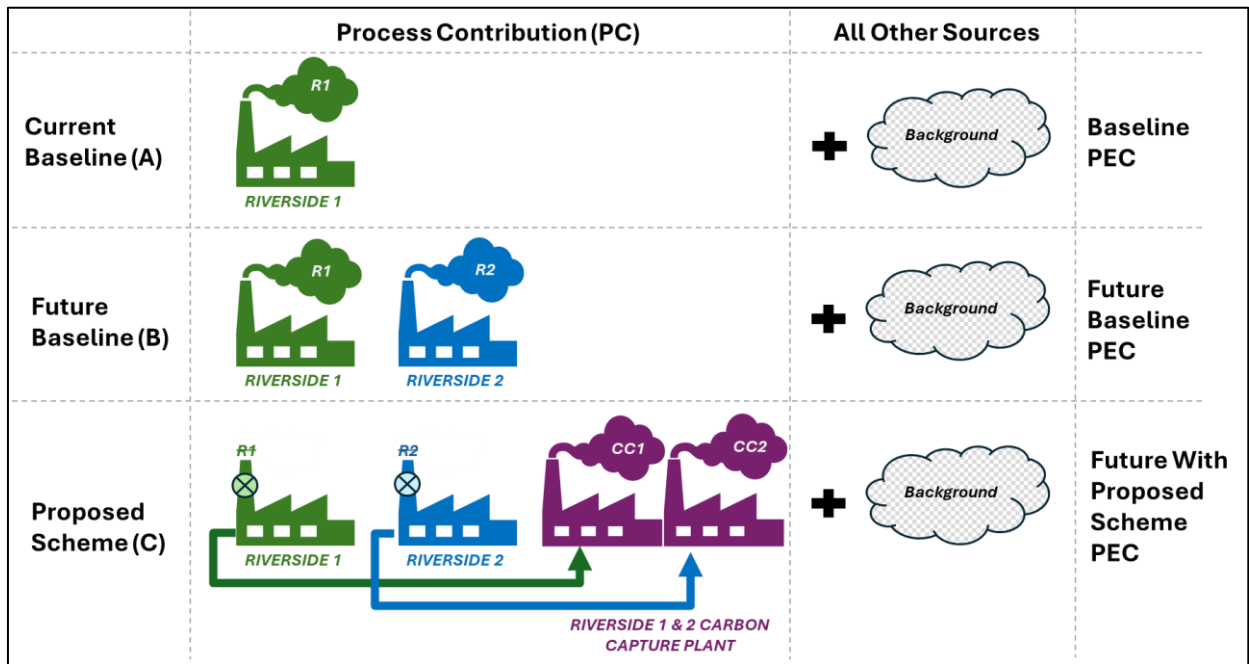 Process Contribution (PC)
All Other Sources
Current
Baseline (A)
R1
RIVERSIDE 1
Background
Baseline
PEC
Future
Baseline (B)
R1
RIVERSIDE 1
R2
RIVERSIDE 2
Background
Future
Baseline
PEC
Proposed
Scheme (C)
R1
RIVERSIDE 1
R2
RIVERSIDE 2
CC1
CC2
RIVERSIDE 1 & 2 CARBON
CAPTURE PLANT
Background
Future With
Proposed
Scheme
PEC